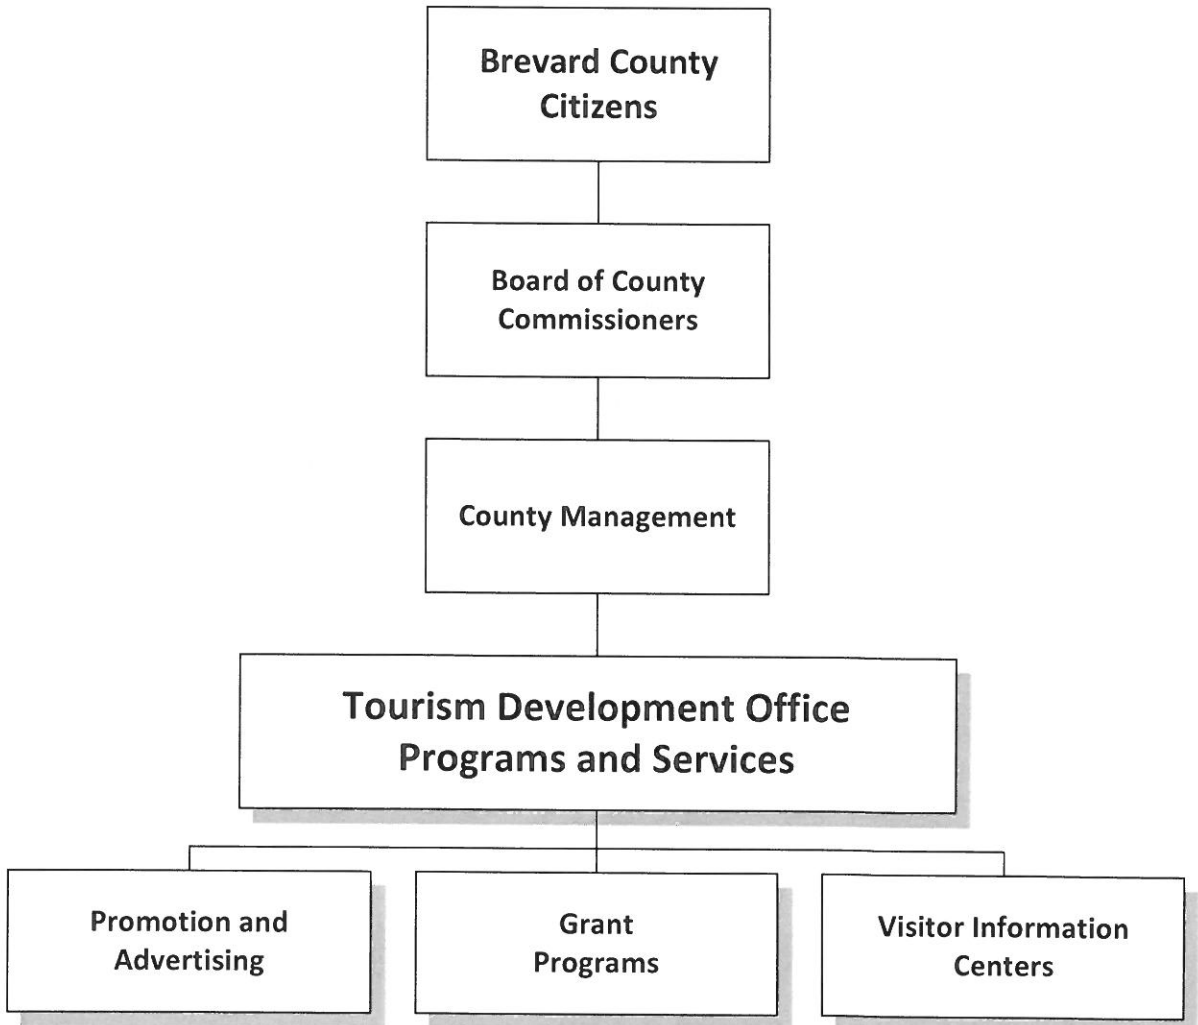 Brevard County
Citizens
Board of County
Commissioners
County Management
Tourism Development Office
Programs and Services
Promotion and
Advertising
Grant
Programs
Visitor Information
Centers